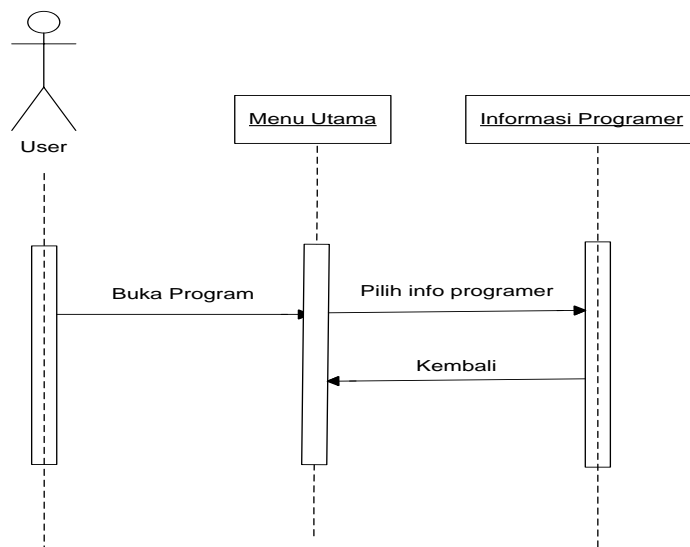 User
Menu Utama
Informasi Programer
Buka Program
Pilih info programer
Kembali